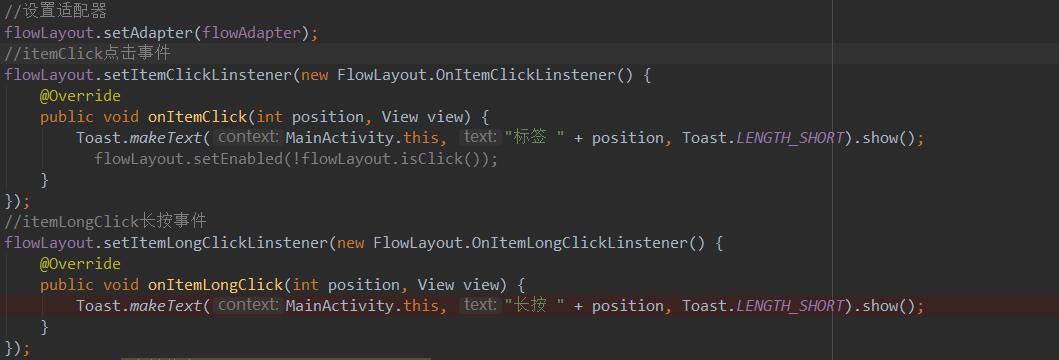 //设置适配器
flowLayout.setAdapter(flowAdapter);
//itemClick点击事件
flowLayout.setItemClickLinstener(new FlowLayout.OnItemClickLinstener() {
@Override
public void onItemClick(int position, View view) {
Toast.makeText( context: MainActivity.this, text: "标签 " + position, Toast.LENGTH_SHORT).show();
flowLayout.setEnabled(!flowLayout.isClick());
}
});
//itemLongClick长按事件
flowLayout.setItemLongClickLinstener(new FlowLayout.OnItemLongClickLinstener() {
@Override
public void onItemLongClick(int position, View view) {
Toast.makeText( context: MainActivity.this, text: "长按 " + position, Toast.LENGTH_SHORT).show();
}
});